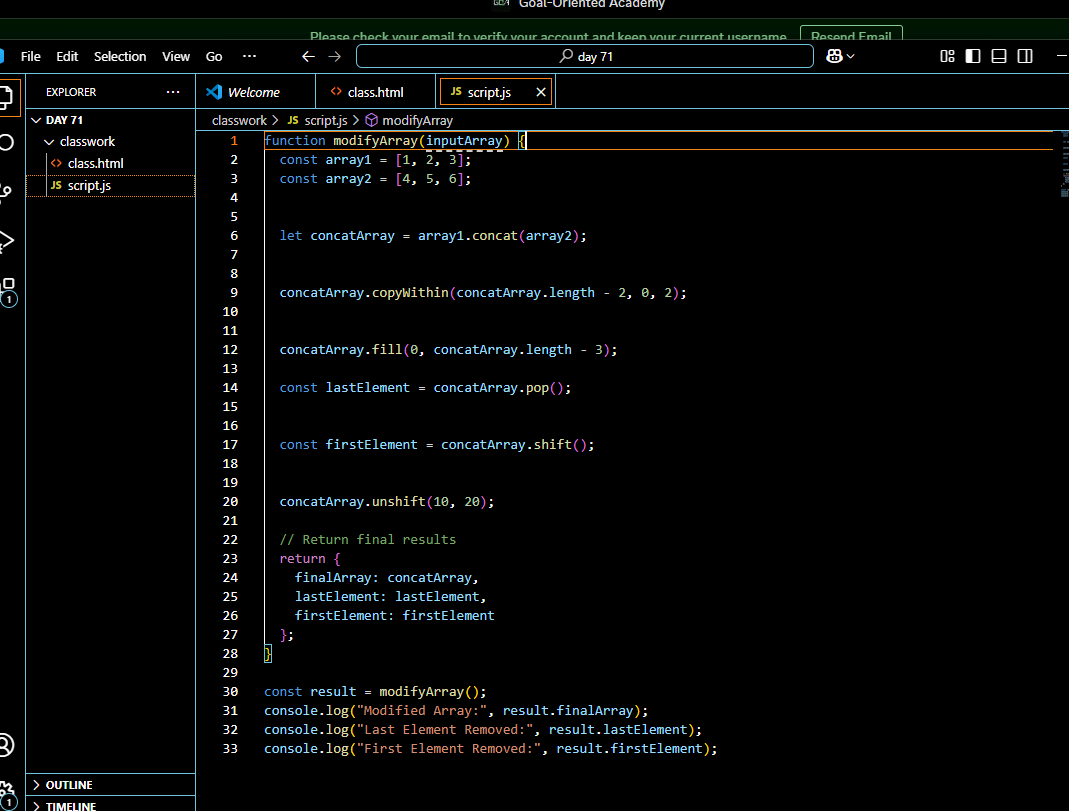 Goal-Oriented Academy
Please check your email to verify your account and keep your current username. Resend Email
File Edit Selection View Go ··· day 71
EXPLORER ··· Welcome <> class.html JS script.js
DAY 71
classwork > JS script.js > modifyArray
classwork
<> class.html
JS script.js
1 function modifyArray(inputArray) {
2 const array1 = [1, 2, 3];
3 const array2 = [4, 5, 6];
4
5
6 let concatArray = array1.concat(array2);
7
8
9 concatArray.copyWithin(concatArray.length - 2, 0, 2);
10
11
12 concatArray.fill(0, concatArray.length - 3);
13
14 const lastElement = concatArray.pop();
15
16
17 const firstElement = concatArray.shift();
18
19
20 concatArray.unshift(10, 20);
21
22 // Return final results
23 return {
24 finalArray: concatArray,
25 lastElement: lastElement,
26 firstElement: firstElement
27 };
28 }
29
30 const result = modifyArray();
31 console.log("Modified Array:", result.finalArray);
32 console.log("Last Element Removed:", result.lastElement);
33 console.log("First Element Removed:", result.firstElement);
1
OUTLINE
1
TIMELINE